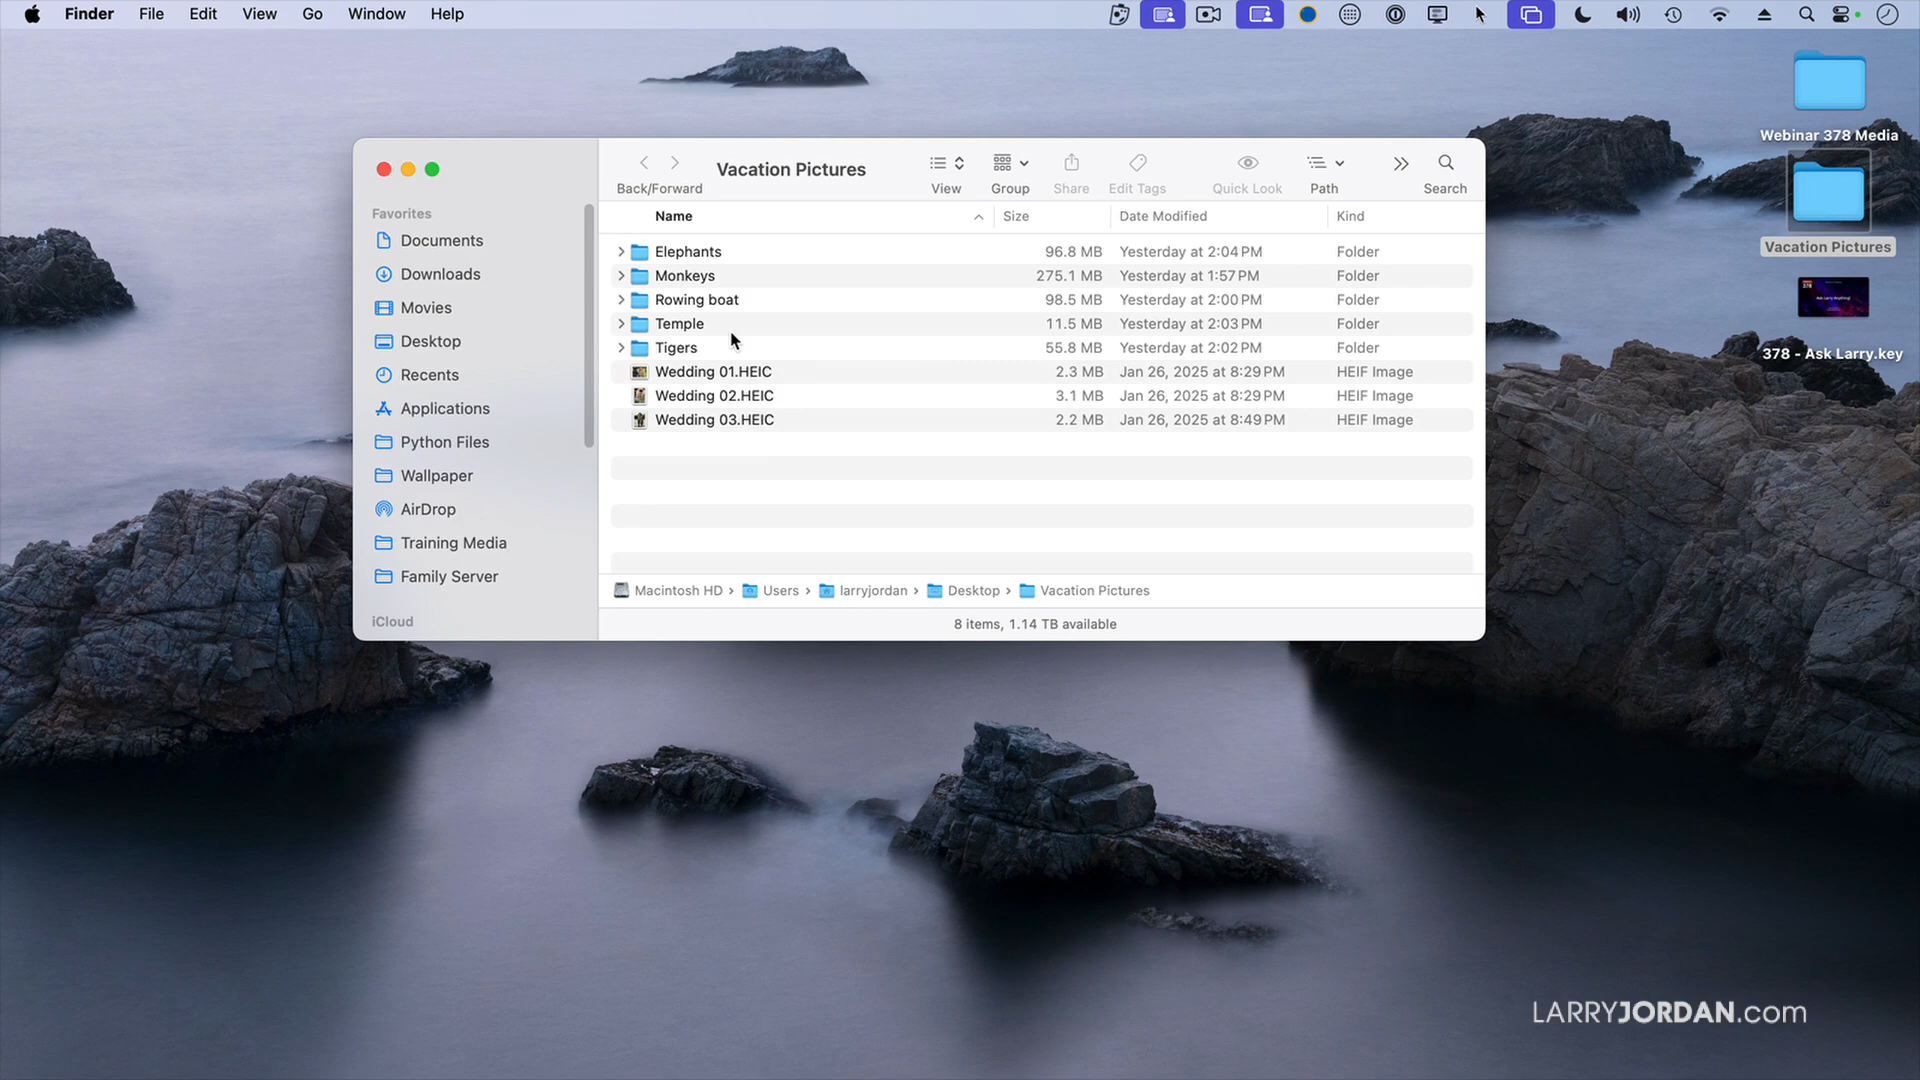 Finder File Edit View Go Window Help
Webinar 378 Media
Vacation Pictures
378 - Ask Larry.key
Vacation Pictures
Back/Forward View Group Share Edit Tags Quick Look Path Search
Favorites
Documents
Downloads
Movies
Desktop
Recents
Applications
Python Files
Wallpaper
AirDrop
Training Media
Family Server
iCloud
Name Size Date Modified Kind
Elephants 96.8 MB Yesterday at 2:04 PM Folder
Monkeys 275.1 MB Yesterday at 1:57 PM Folder
Rowing boat 98.5 MB Yesterday at 2:00 PM Folder
Temple 11.5 MB Yesterday at 2:03 PM Folder
Tigers 55.8 MB Yesterday at 2:02 PM Folder
Wedding 01.HEIC 2.3 MB Jan 26, 2025 at 8:29 PM HEIF Image
Wedding 02.HEIC 3.1 MB Jan 26, 2025 at 8:29 PM HEIF Image
Wedding 03.HEIC 2.2 MB Jan 26, 2025 at 8:49 PM HEIF Image
Macintosh HD › Users › larryjordan › Desktop › Vacation Pictures
8 items, 1.14 TB available
LARRYJORDAN.com